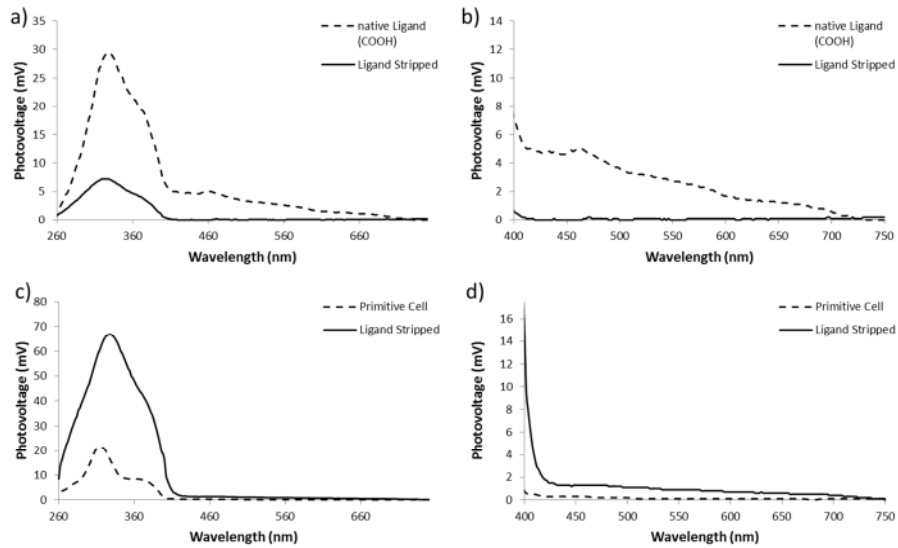 a)
35
30
25
20
15
10
5
0
Photovoltage (mV)
260 360 460 560 660
Wavelength (nm)
native Ligand
(COOH)
Ligand Stripped
b)
14
12
10
8
6
4
2
0
Photovoltage (mV)
400 450 500 550 600 650 700 750
Wavelength (nm)
native Ligand
(COOH)
Ligand Stripped
c)
80
70
60
50
40
30
20
10
0
Photovoltage (mV)
260 360 460 560 660
Wavelength (nm)
Primitive Cell
Ligand Stripped
d)
16
14
12
10
8
6
4
2
0
Photovoltage (mV)
400 450 500 550 600 650 700 750
Wavelength (nm)
Primitive Cell
Ligand Stripped